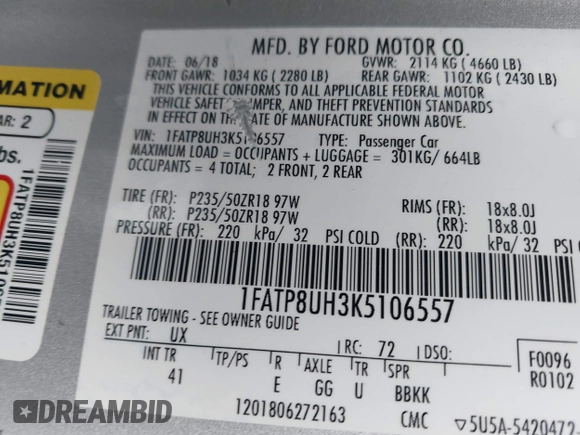 MFD. BY FORD MOTOR CO.
DATE: 06/18 GVWR: 2114 KG ( 4660 LB)
FRONT GAWR: 1034 KG ( 2280 LB) REAR GAWR: 1102 KG ( 2430 LB)
THIS VEHICLE CONFORMS TO ALL APPLICABLE FEDERAL MOTOR
VEHICLE BUMPER, AND THEFT PREVENTION STANDARDS
IN EFFECT ON THE DATE OF MANUFACTURE SHOWN ABOVE
VIN: 1FATP8UH3K5106557 TYPE: Passenger Car
MAXIMUM LOAD = OCCUPANTS + LUGGAGE = 301KG/ 664LB
OCCUPANTS = 4 TOTAL; 2 FRONT, 2 REAR
TIRE (FR): P235/50ZR18 97W RIMS (FR): 18x8.0J
(RR): P235/50ZR18 97W (RR): 18x8.0J
PRESSURE (FR): 220 kPa/ 32 PSI COLD (RR): 220 kPa/ 32 PSI COLD
1FATP8UH3K5106557
TRAILER TOWING - SEE OWNER GUIDE
EXT PNT: UX RC: 72 DSO: F0096
INT TR TP/PS R AXLE TR SPR R0102
41 E GG U BBKK
1201806272163 CMC 5U5A-5420472-
MATION
AR: 2
bs.
1FATP8UH3K510
DREAMBID